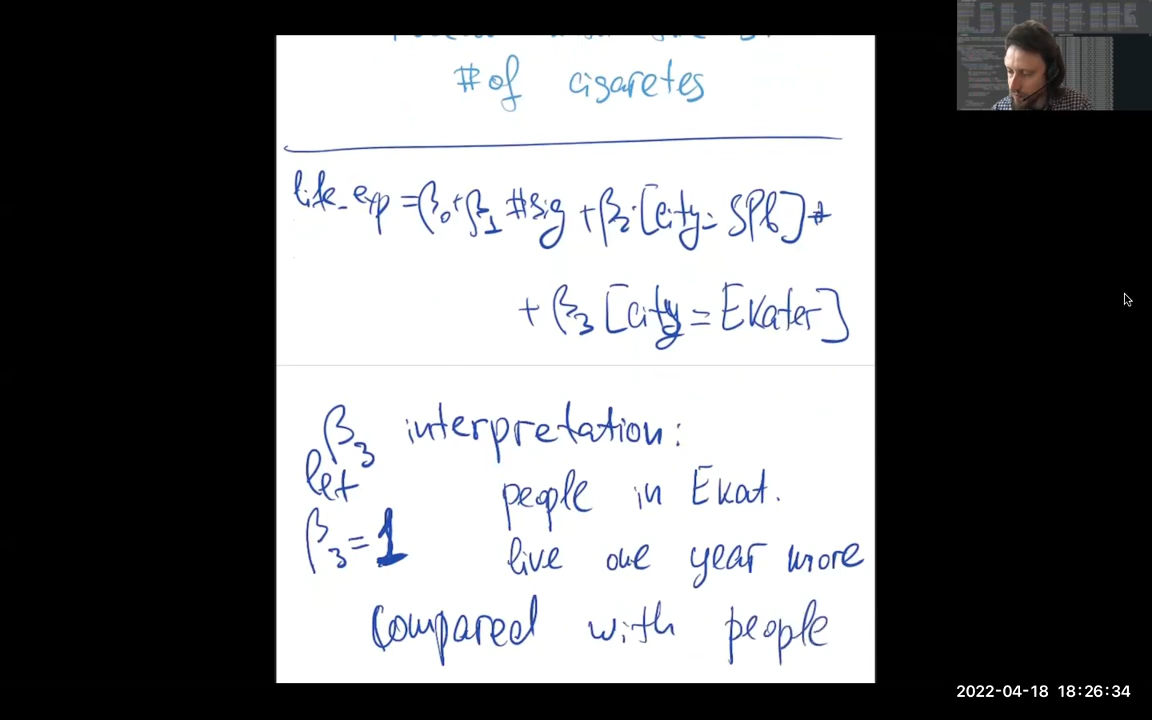 # of cigaretes
life_exp = β₀ + β₁ #sig + β₂·[city = SPb] +
+ β₃ [city = Ekater]
β₃ interpretation:
let
people in Ekat.
β₃ = 1
live one year more
compared with people
2022-04-18 18:26:34